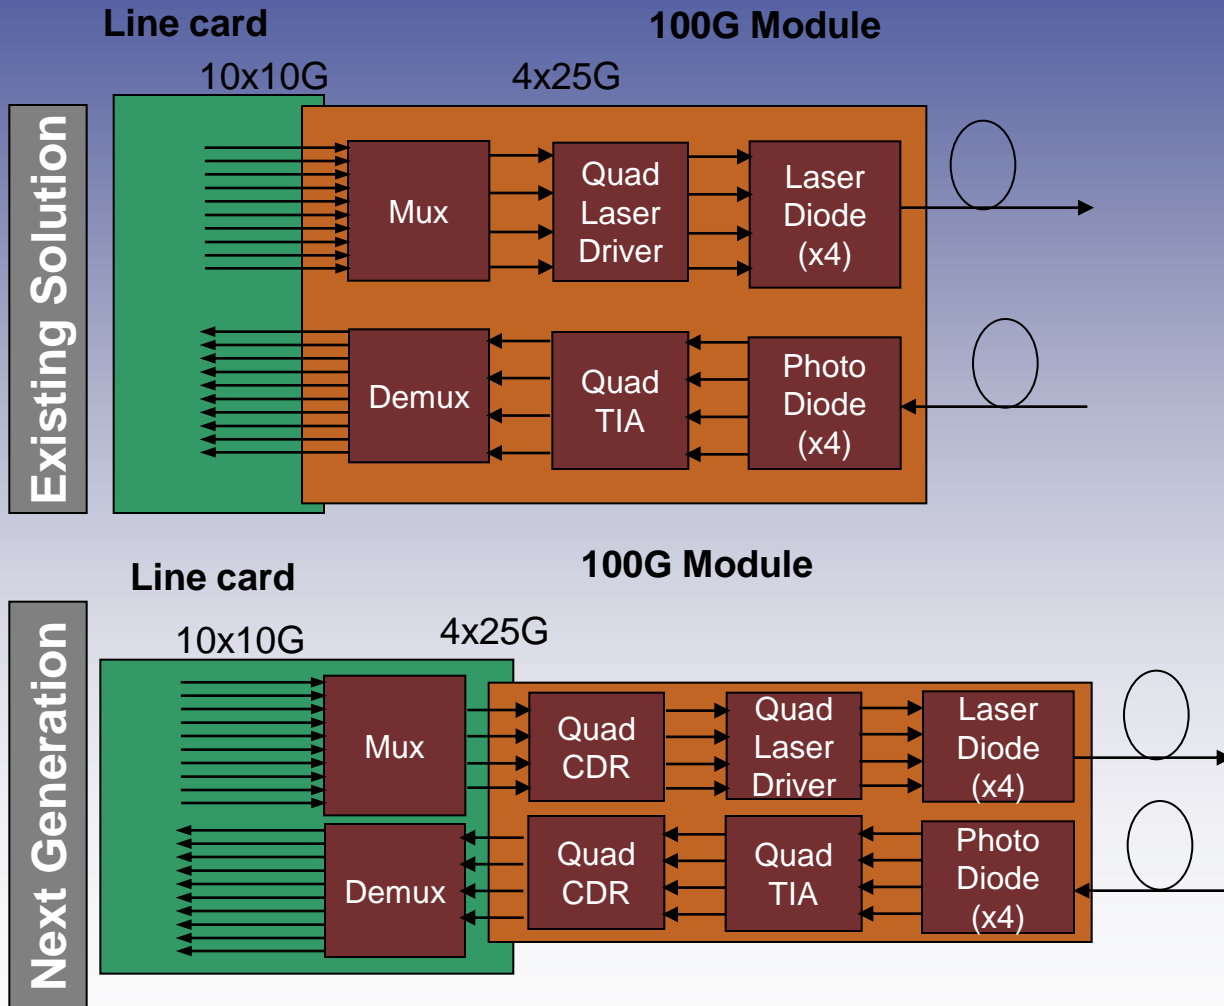 Line card
100G Module
10x10G
4x25G
Existing Solution
Mux
Quad
Laser
Driver
Laser
Diode
(x4)
Demux
Quad
TIA
Photo
Diode
(x4)
Line card
100G Module
10x10G
4x25G
Next Generation
Mux
Quad
CDR
Quad
Laser
Driver
Laser
Diode
(x4)
Demux
Quad
CDR
Quad
TIA
Photo
Diode
(x4)